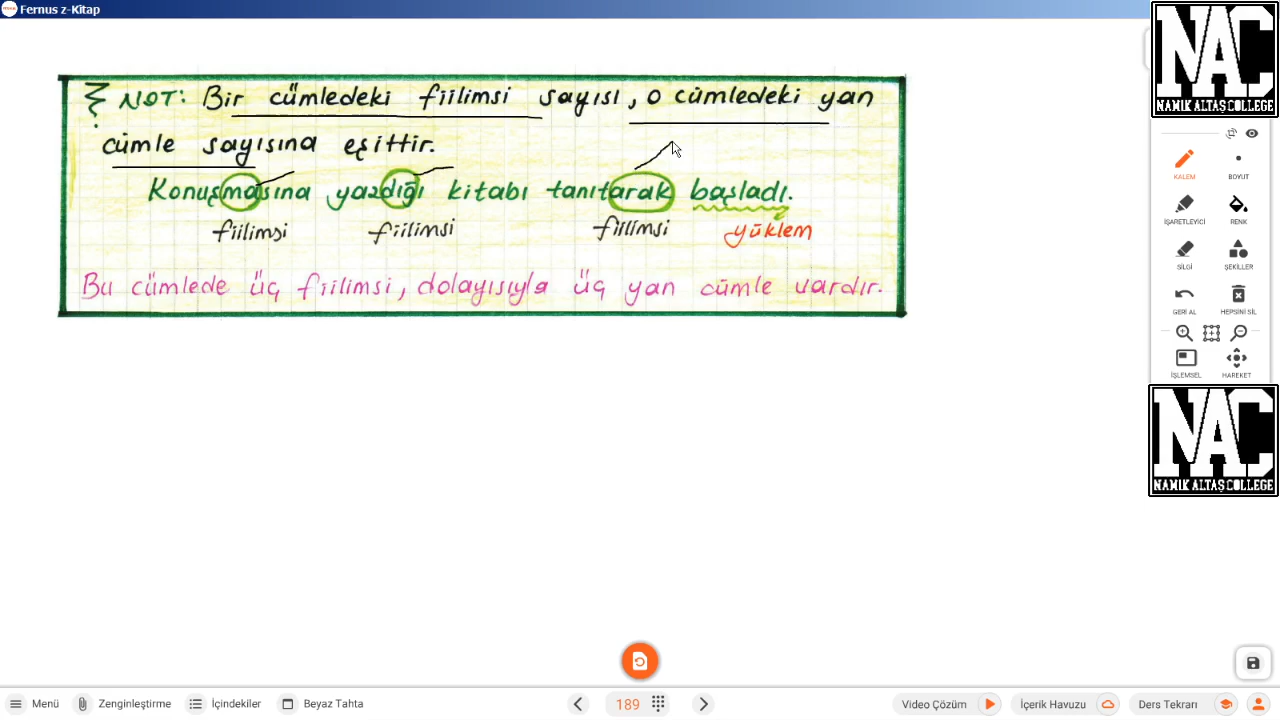 Fernus z-Kitap
NOT: Bir cümledeki fiilimsi sayısı, o cümledeki yan
cümle sayısına eşittir.
Konuşmasına yazdığı kitabı tanıtarak başladı.
fiilimsi fiilimsi fiilimsi yüklem
Bu cümlede üç fiilimsi, dolayısıyla üç yan cümle vardır.
NAC
NAMIK ALTAŞ COLLEGE
KALEM BOYUT
İŞARETLEYİCİ RENK
SİLGİ ŞEKİLLER
GERİ AL HEPSİNİ SİL
İŞLEMSEL HAREKET
NAC
NAMIK ALTAŞ COLLEGE
Menü Zenginleştirme İçindekiler Beyaz Tahta 189 Video Çözüm İçerik Havuzu Ders Tekrarı